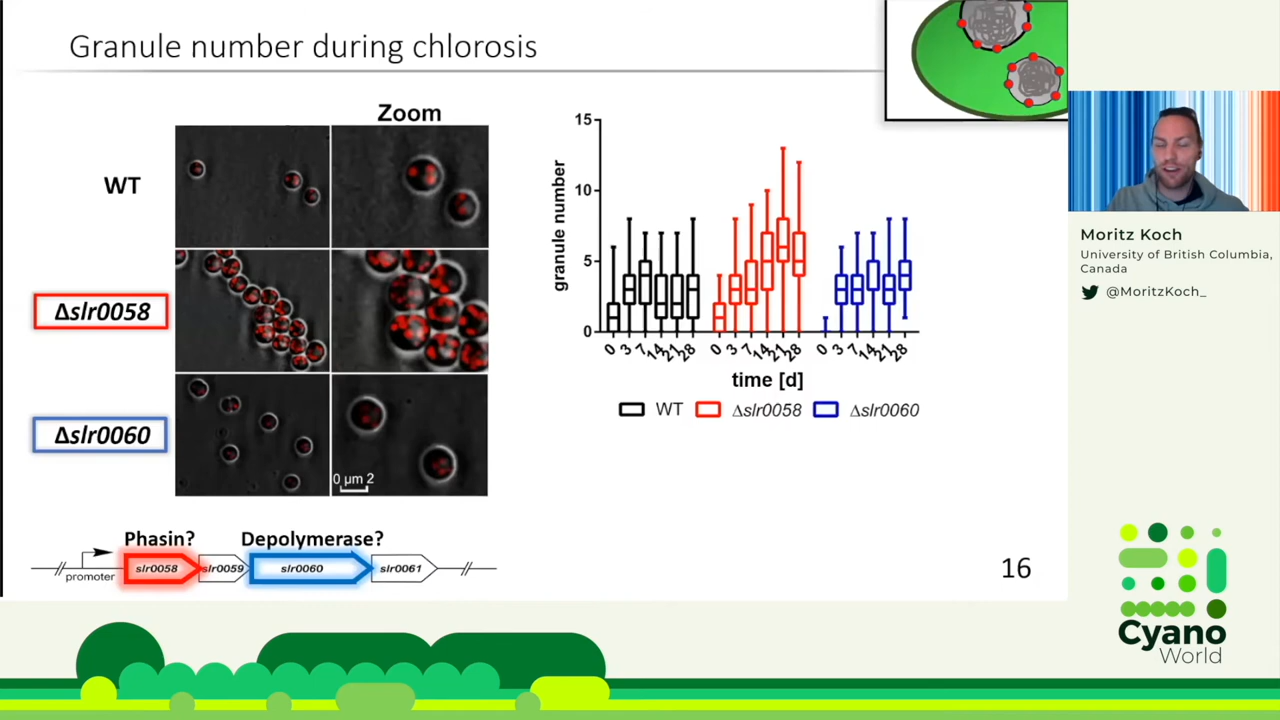 Granule number during chlorosis
Zoom
WT
Δslr0058
Δslr0060
0 µm 2
15
10
5
0
granule number
0 3 7 14 21 28 0 3 7 14 21 28 0 3 7 14 21 28
time [d]
WT Δslr0058 Δslr0060
Phasin? Depolymerase?
promoter slr0058 slr0059 slr0060 slr0061
16
Moritz Koch
University of British Columbia,
Canada
@MoritzKoch_
Cyano
World